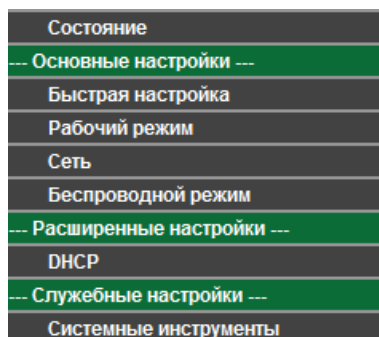 Состояние
--- Основные настройки ---
Быстрая настройка
Рабочий режим
Сеть
Беспроводной режим
--- Расширенные настройки ---
DHCP
--- Служебные настройки ---
Системные инструменты